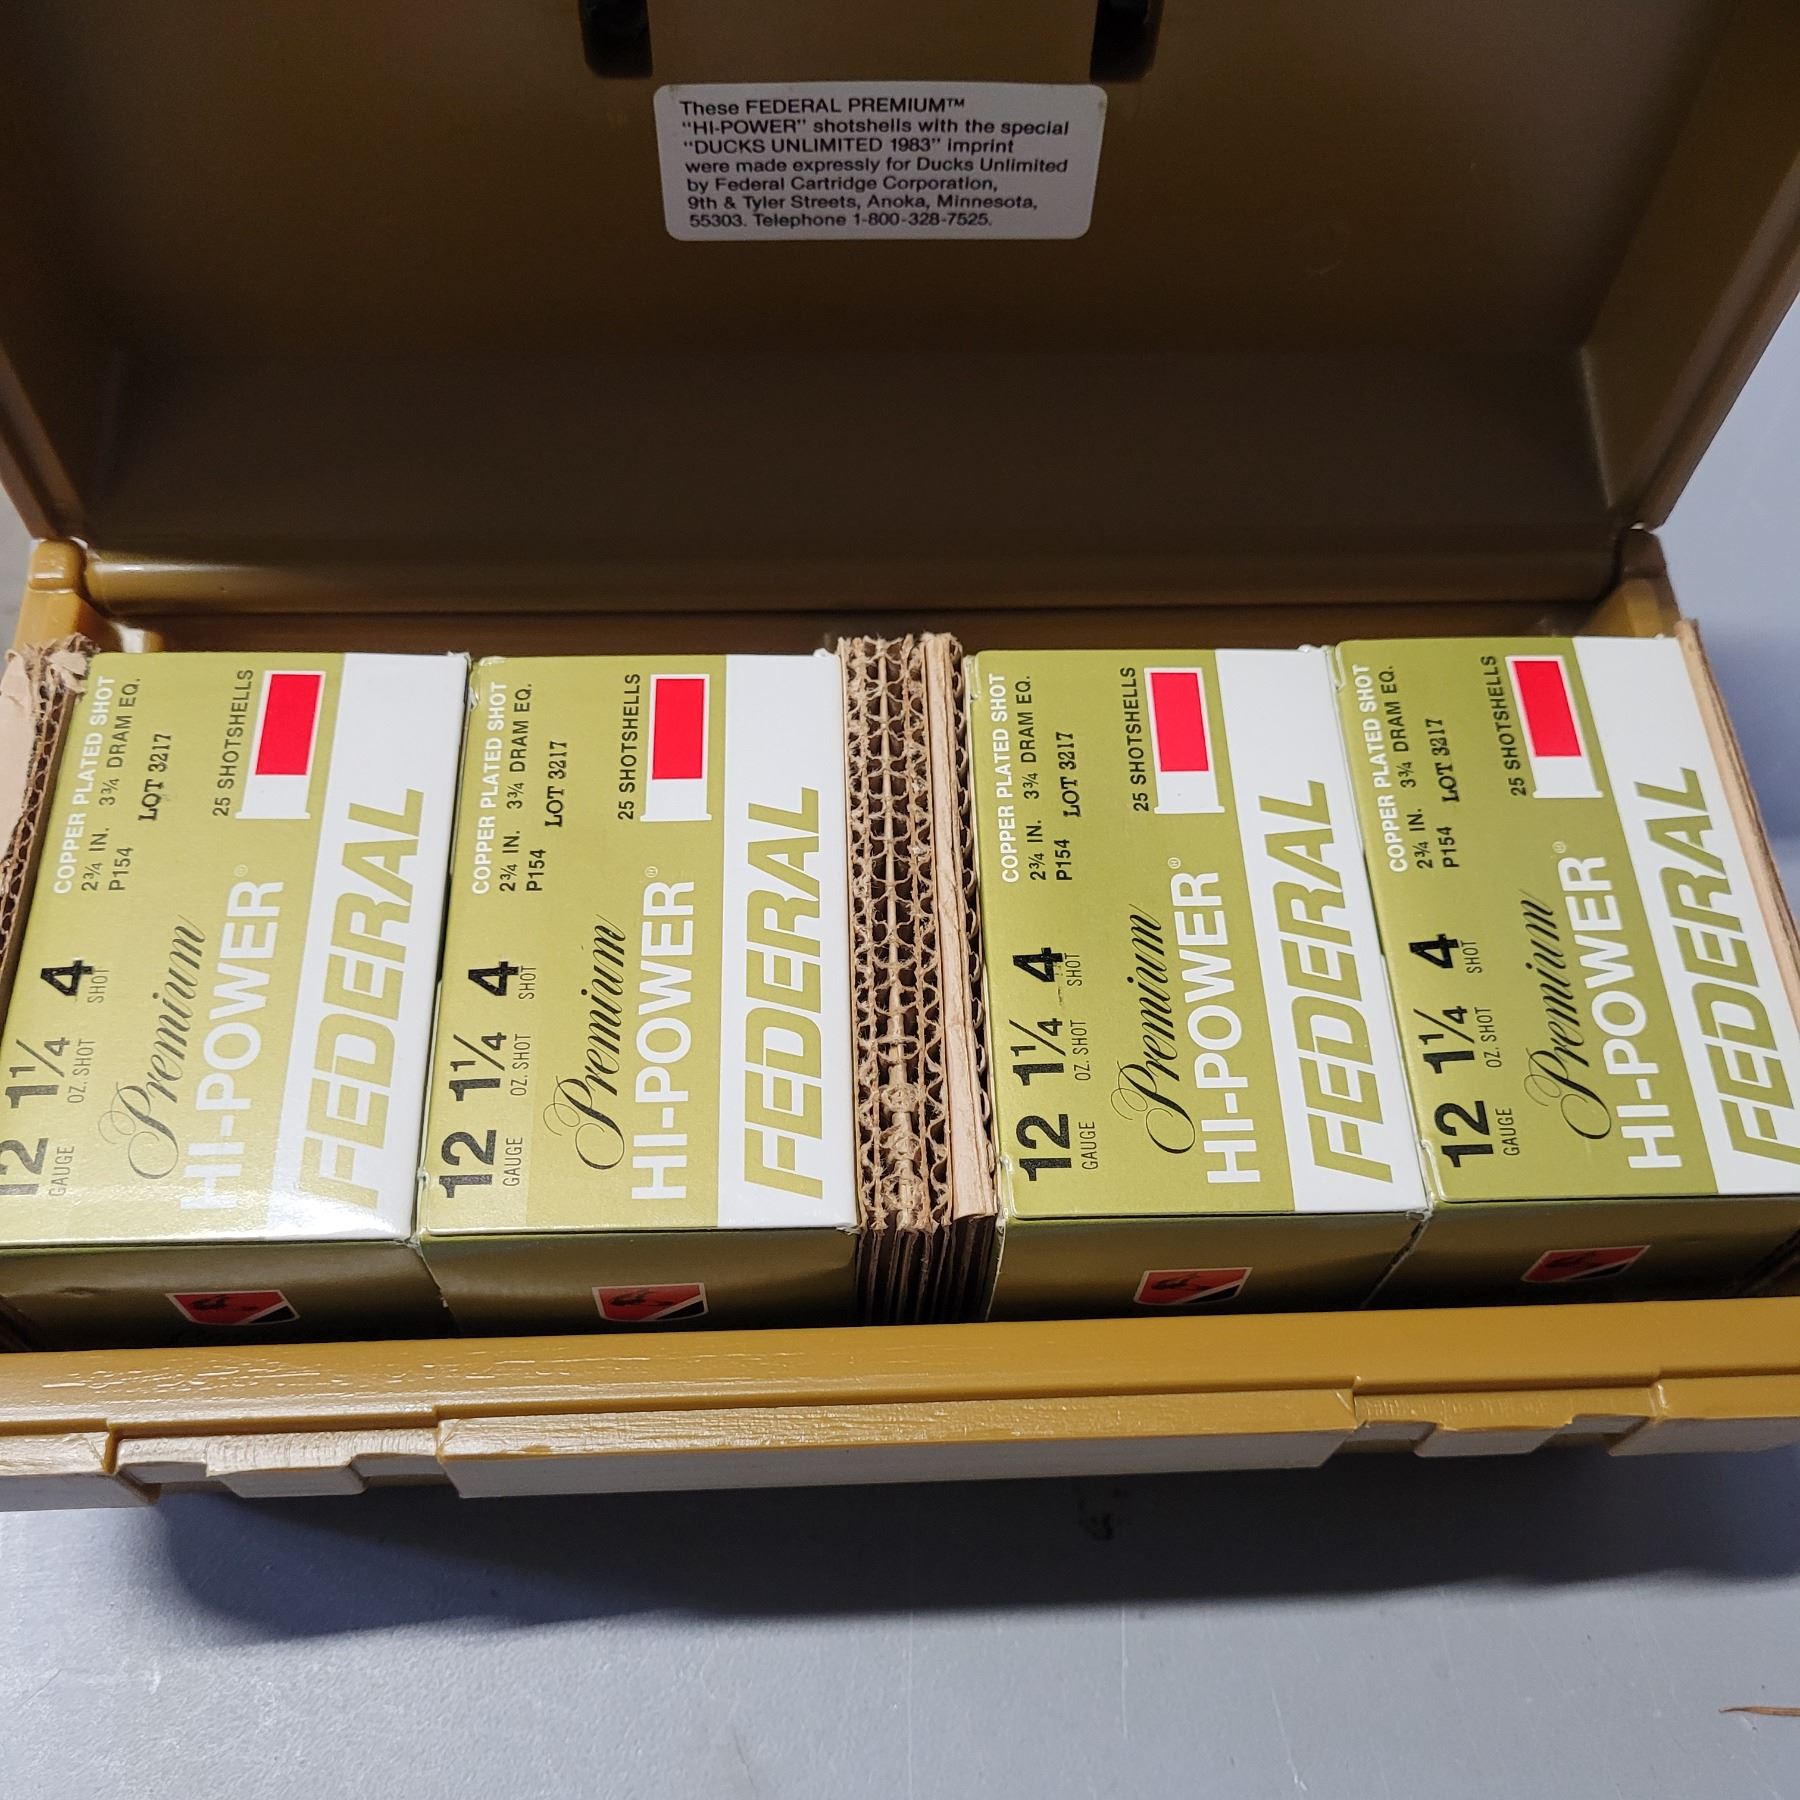 These FEDERAL PREMIUM™
"HI-POWER" shotshells with the special
"DUCKS UNLIMITED 1983" imprint
were made expressly for Ducks Unlimited
by Federal Cartridge Corporation,
9th & Tyler Streets, Anoka, Minnesota,
55303. Telephone 1-800-328-7525.
12 GAUGE 1¼ OZ. SHOT 4 SHOT
COPPER PLATED SHOT
2¾ IN. 3¾ DRAM EQ.
P154 LOT 3217
25 SHOTSHELLS
Premium
HI-POWER®
FEDERAL
12 GAUGE 1¼ OZ. SHOT 4 SHOT
COPPER PLATED SHOT
2¾ IN. 3¾ DRAM EQ.
P154 LOT 3217
25 SHOTSHELLS
Premium
HI-POWER®
FEDERAL
12 GAUGE 1¼ OZ. SHOT 4 SHOT
COPPER PLATED SHOT
2¾ IN. 3¾ DRAM EQ.
P154 LOT 3217
25 SHOTSHELLS
Premium
HI-POWER®
FEDERAL
12 GAUGE 1¼ OZ. SHOT 4 SHOT
COPPER PLATED SHOT
2¾ IN. 3¾ DRAM EQ.
P154 LOT 3217
25 SHOTSHELLS
Premium
HI-POWER®
FEDERAL